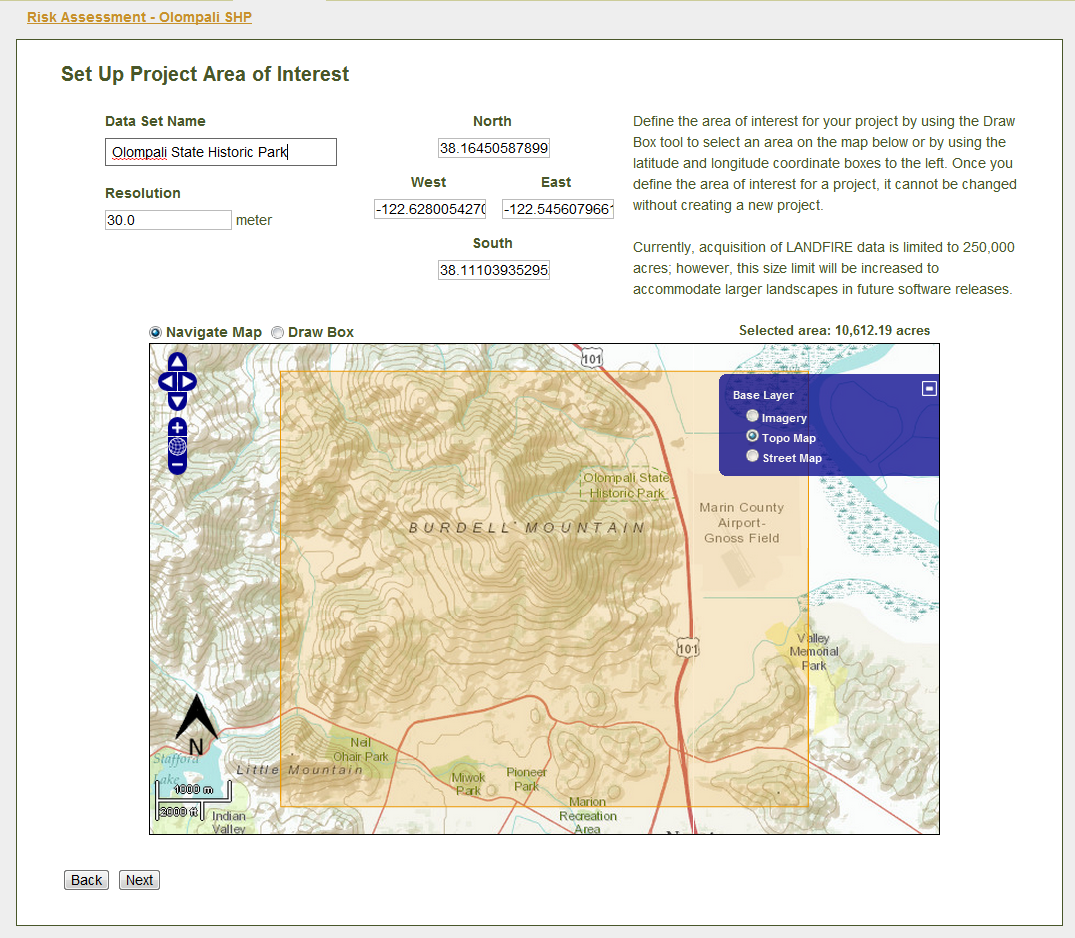 Risk Assessment - Olompali SHP
Set Up Project Area of Interest
Data Set Name
Olompali State Historic Park
Resolution
30.0 meter
North
38.16450587899
West
East
-122.6280054270
-122.5456079661
South
38.11103935295
Define the area of interest for your project by using the Draw
Box tool to select an area on the map below or by using the
latitude and longitude coordinate boxes to the left. Once you
define the area of interest for a project, it cannot be changed
without creating a new project.
Currently, acquisition of LANDFIRE data is limited to 250,000
acres; however, this size limit will be increased to
accommodate larger landscapes in future software releases.
Navigate Map Draw Box
Selected area: 10,612.19 acres
101
Base Layer
Imagery
Topo Map
Street Map
Olompali State
Historic Park
BURDELL MOUNTAIN
Marin County
Airport-
Gnoss Field
101
Valley
Memorial
Park
N
Stafford
Lake
1000 m
2000 ft
Indian
Valley
Little Mountain
Neil
Ohair Park
Miwok
Park
Pioneer
Park
Marion
Recreation
Area
Back
Next